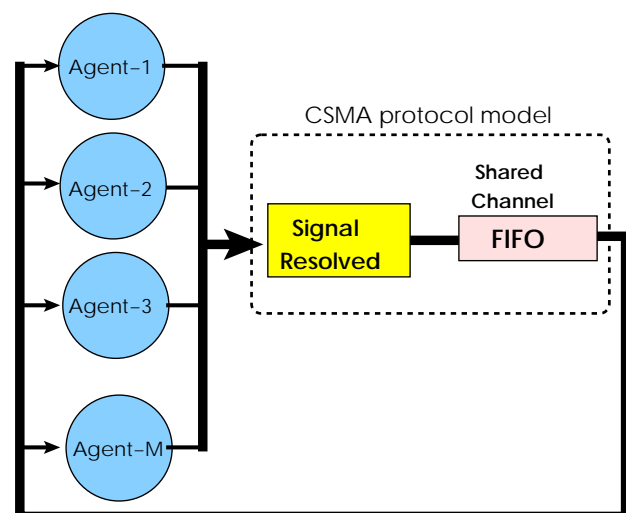 Agent–1
Agent–2
Agent–3
Agent–M
CSMA protocol model
Shared
Channel
Signal
Resolved
FIFO